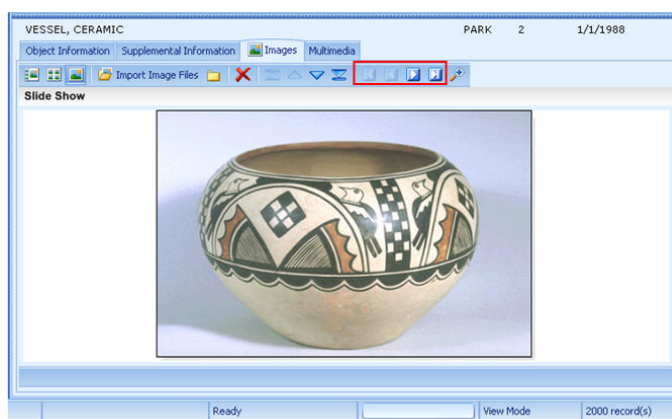 VESSEL, CERAMIC PARK 2 1/1/1988
Object Information Supplemental Information Images Multimedia
Import Image Files
Slide Show
Ready View Mode 2000 record(s)